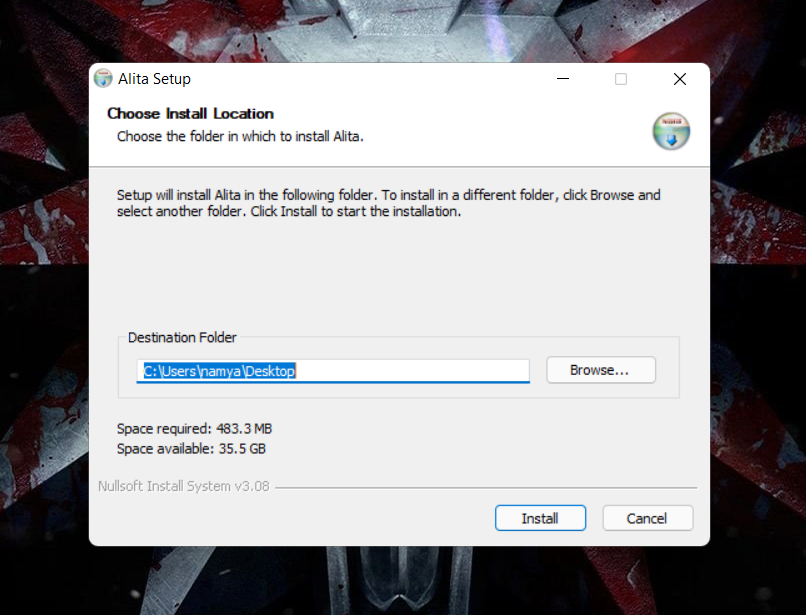 Alita Setup
Choose Install Location
Choose the folder in which to install Alita.
Setup will install Alita in the following folder. To install in a different folder, click Browse and
select another folder. Click Install to start the installation.
Destination Folder
C:\Users\namya\Desktop
Browse...
Space required: 483.3 MB
Space available: 35.5 GB
Nullsoft Install System v3.08
Install
Cancel